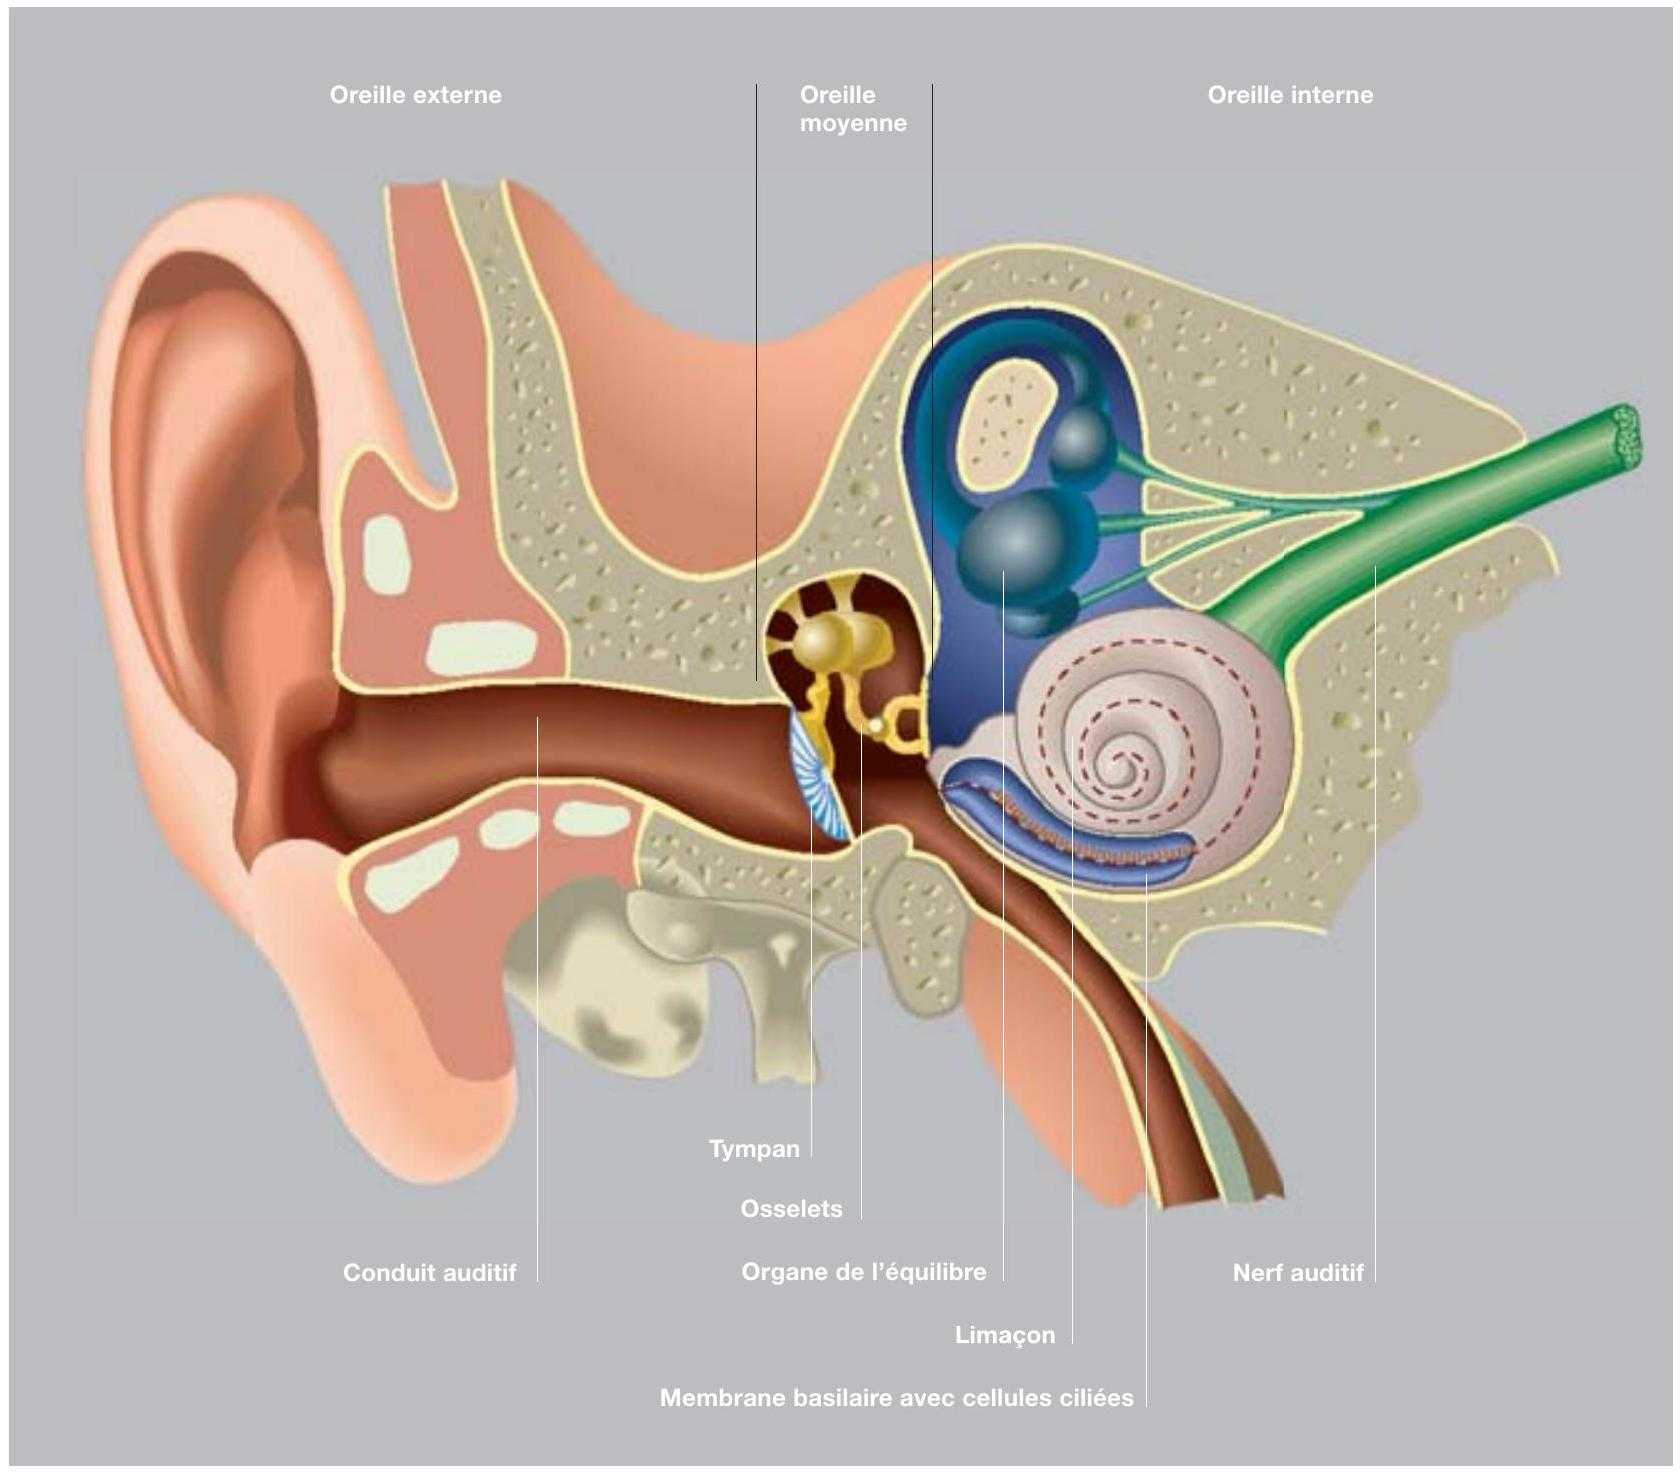 Oreille externe
Oreille
moyenne
Oreille interne
Tympan
Osselets
Conduit auditif
Organe de l’équilibre
Nerf auditif
Limaçon
Membrane basilaire avec cellules ciliées